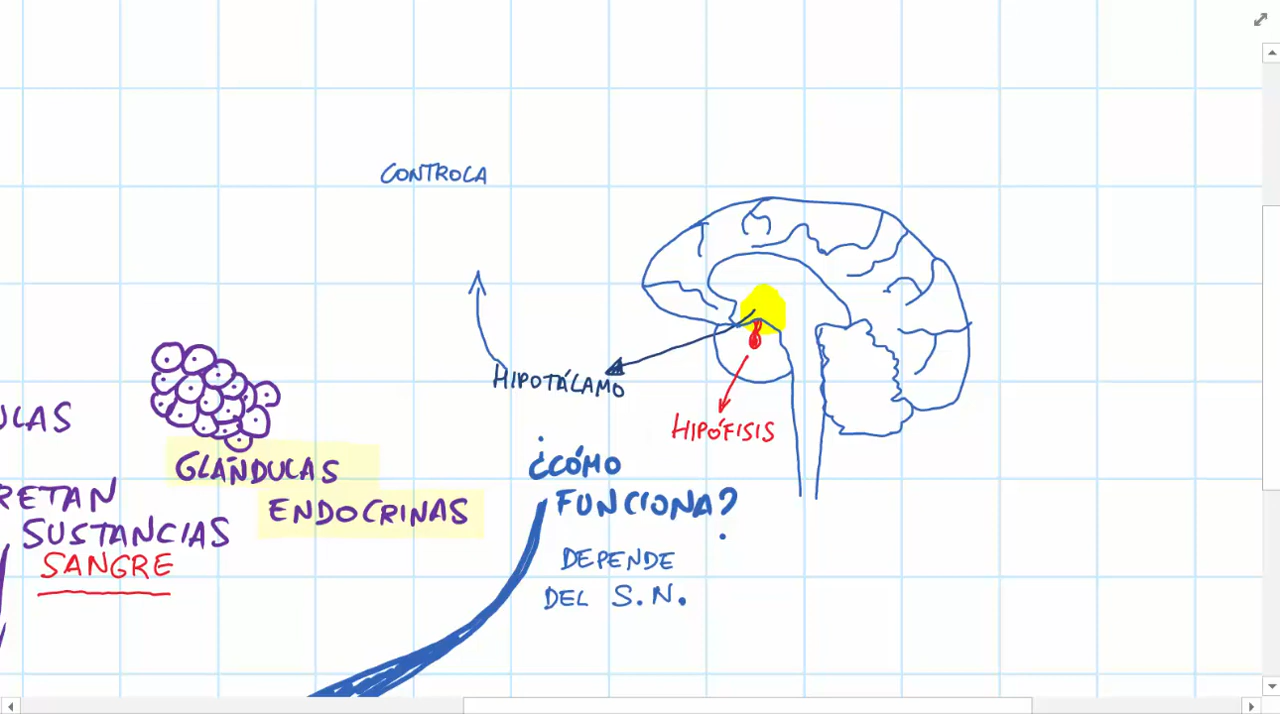 CONTROLA
HIPOTÁLAMO
HIPÓFISIS
ULAS
GLÁNDULAS
ENDOCRINAS
RETAN
SUSTANCIAS
SANGRE
¿CÓMO
FUNCIONA?
DEPENDE
DEL S.N.